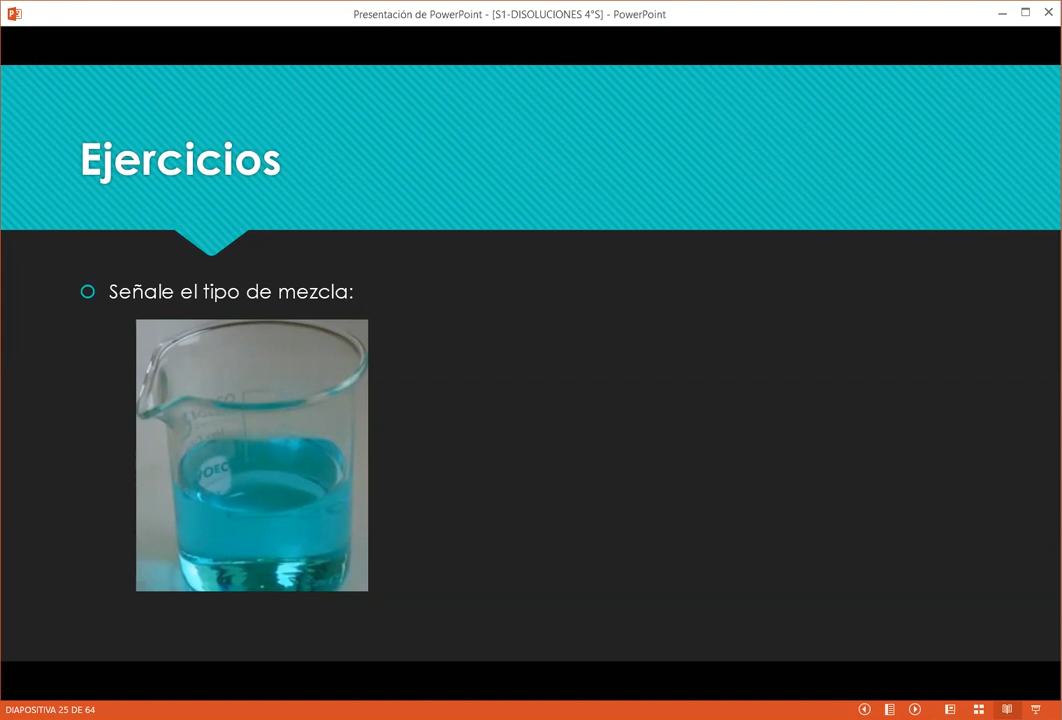 Presentación de PowerPoint - [S1-DISOLUCIONES 4°S] - PowerPoint
Ejercicios
Señale el tipo de mezcla:
DIAPOSITIVA 25 DE 64